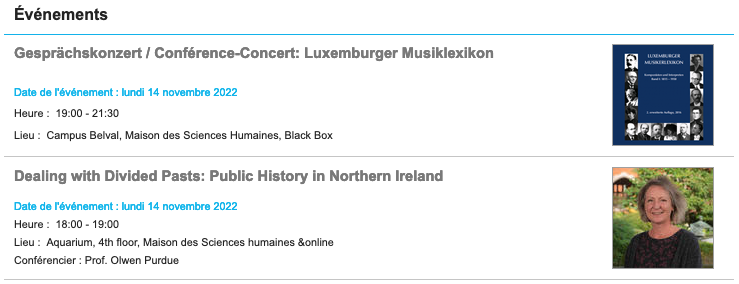 Événements
Gesprächskonzert / Conférence-Concert: Luxemburger Musiklexikon
Date de l'événement : lundi 14 novembre 2022
Heure : 19:00 - 21:30
Lieu : Campus Belval, Maison des Sciences Humaines, Black Box
LUXEMBURGER
MUSIKERLEXIKON
Dealing with Divided Pasts: Public History in Northern Ireland
Date de l'événement : lundi 14 novembre 2022
Heure : 18:00 - 19:00
Lieu : Aquarium, 4th floor, Maison des Sciences humaines &online
Conférencier : Prof. Olwen Purdue